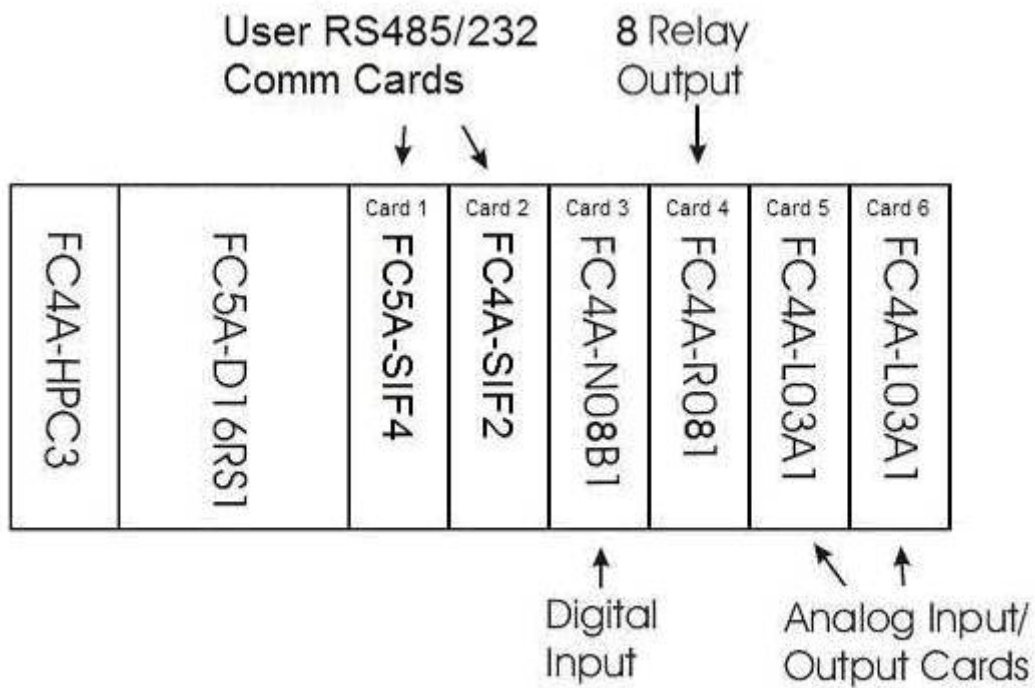 User RS485/232
Comm Cards
8 Relay
Output
FC4A-HPC3
FC5A-D16RS1
Card 1
FC5A-SIF4
Card 2
FC4A-SIF2
Card 3
FC4A-N08B1
Card 4
FC4A-R081
Card 5
FC4A-L03A1
Card 6
FC4A-L03A1
Digital
Input
Analog Input/
Output Cards